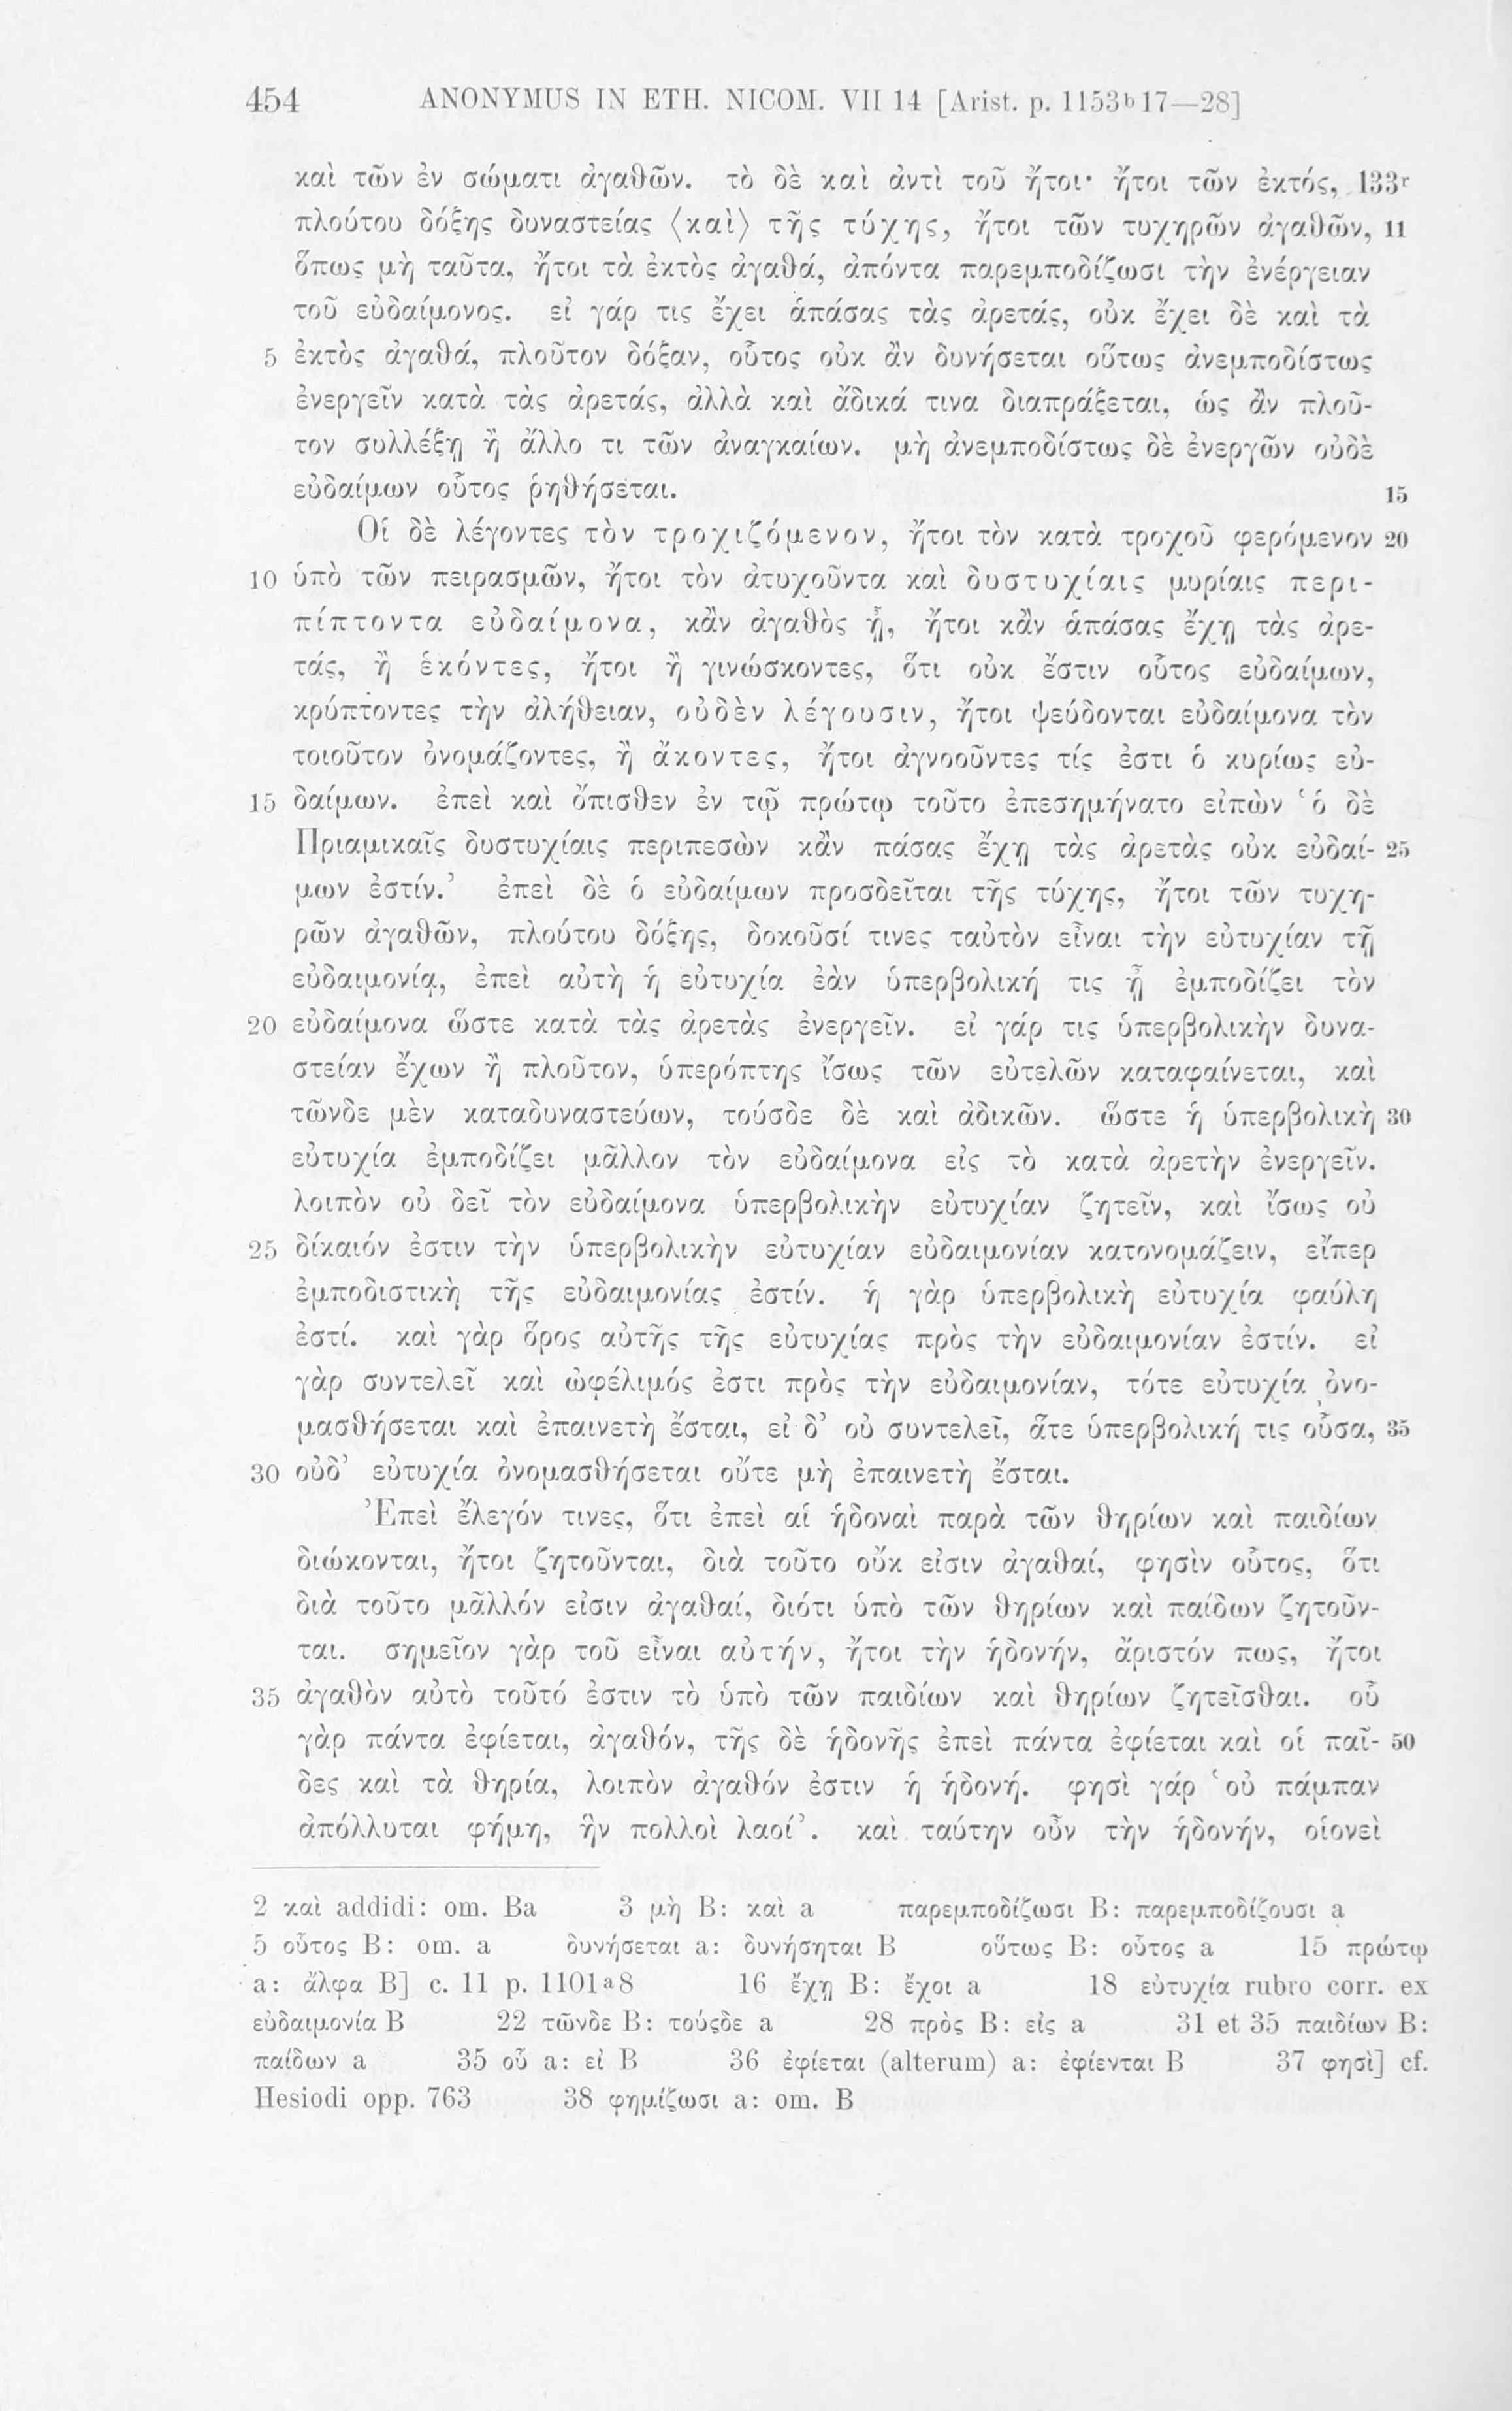 454 ANONYMUS IN ETH. NICOM. VII 14 [Arist. p. 1153b17—28]
καὶ τῶν ἐν σώματι ἀγαθῶν. τὸ δὲ καὶ ἀντὶ τοῦ ἤτοι· ἤτοι τῶν ἐκτός, 133r
πλούτου δόξης δυναστείας ⟨καὶ⟩ τῆς τύχης, ἤτοι τῶν τυχηρῶν ἀγαθῶν, 11
ὅπως μὴ ταῦτα, ἤτοι τὰ ἐκτὸς ἀγαθά, ἀπόντα παρεμποδίζωσι τὴν ἐνέργειαν
τοῦ εὐδαίμονος. εἰ γάρ τις ἔχει ἁπάσας τὰς ἀρετάς, οὐκ ἔχει δὲ καὶ τὰ
5 ἐκτὸς ἀγαθά, πλοῦτον δόξαν, οὗτος οὐκ ἂν δυνήσεται οὕτως ἀνεμποδίστως
ἐνεργεῖν κατὰ τὰς ἀρετάς, ἀλλὰ καὶ ἄδικά τινα διαπράξεται, ὡς ἂν πλοῦ-
τον συλλέξῃ ἢ ἄλλο τι τῶν ἀναγκαίων. μὴ ἀνεμποδίστως δὲ ἐνεργῶν οὐδὲ
εὐδαίμων οὗτος ῥηθήσεται. 15
Οἱ δὲ λέγοντες τὸν τροχιζόμενον, ἤτοι τὸν κατὰ τροχοῦ φερόμενον 20
10 ὑπὸ τῶν πειρασμῶν, ἤτοι τὸν ἀτυχοῦντα καὶ δυστυχίαις μυρίαις περι-
πίπτοντα εὐδαίμονα, κἂν ἀγαθὸς ᾖ, ἤτοι κἂν ἁπάσας ἔχῃ τὰς ἀρε-
τάς, ἢ ἑκόντες, ἤτοι ἢ γινώσκοντες, ὅτι οὐκ ἔστιν οὗτος εὐδαίμων,
κρύπτοντες τὴν ἀλήθειαν, οὐδὲν λέγουσιν, ἤτοι ψεύδονται εὐδαίμονα τὸν
τοιοῦτον ὀνομάζοντες, ἢ ἄκοντες, ἤτοι ἀγνοοῦντες τίς ἐστι ὁ κυρίως εὐ-
15 δαίμων. ἐπεὶ καὶ ὄπισθεν ἐν τῷ πρώτῳ τοῦτο ἐπεσημήνατο εἰπὼν ‘ὁ δὲ
Πριαμικαῖς δυστυχίαις περιπεσὼν κἂν πάσας ἔχῃ τὰς ἀρετὰς οὐκ εὐδαί- 25
μων ἐστίν.’ ἐπεὶ δὲ ὁ εὐδαίμων προσδεῖται τῆς τύχης, ἤτοι τῶν τυχη-
ρῶν ἀγαθῶν, πλούτου δόξης, δοκοῦσί τινες ταὐτὸν εἶναι τὴν εὐτυχίαν τῇ
εὐδαιμονίᾳ, ἐπεὶ αὐτὴ ἡ εὐτυχία ἐὰν ὑπερβολική τις ᾖ ἐμποδίζει τὸν
20 εὐδαίμονα ὥστε κατὰ τὰς ἀρετὰς ἐνεργεῖν. εἰ γάρ τις ὑπερβολικὴν δυνα-
στείαν ἔχων ἢ πλοῦτον, ὑπερόπτης ἴσως τῶν εὐτελῶν καταφαίνεται, καὶ
τῶνδε μὲν καταδυναστεύων, τούσδε δὲ καὶ ἀδικῶν. ὥστε ἡ ὑπερβολικὴ 30
εὐτυχία ἐμποδίζει μᾶλλον τὸν εὐδαίμονα εἰς τὸ κατὰ ἀρετὴν ἐνεργεῖν.
λοιπὸν οὐ δεῖ τὸν εὐδαίμονα ὑπερβολικὴν εὐτυχίαν ζητεῖν, καὶ ἴσως οὐ
25 δίκαιόν ἐστιν τὴν ὑπερβολικὴν εὐτυχίαν εὐδαιμονίαν κατονομάζειν, εἴπερ
ἐμποδιστικὴ τῆς εὐδαιμονίας ἐστίν. ἡ γὰρ ὑπερβολικὴ εὐτυχία φαύλη
ἐστί. καὶ γὰρ ὅρος αὐτῆς τῆς εὐτυχίας πρὸς τὴν εὐδαιμονίαν ἐστίν. εἰ
γὰρ συντελεῖ καὶ ὠφέλιμός ἐστι πρὸς τὴν εὐδαιμονίαν, τότε εὐτυχία ὀνο-
μασθήσεται καὶ ἐπαινετὴ ἔσται, εἰ δ’ οὐ συντελεῖ, ἅτε ὑπερβολική τις οὖσα, 35
30 οὐδ’ εὐτυχία ὀνομασθήσεται οὔτε μὴ ἐπαινετὴ ἔσται.
Ἐπεὶ ἔλεγόν τινες, ὅτι ἐπεὶ αἱ ἡδοναὶ παρὰ τῶν θηρίων καὶ παιδίων
διώκονται, ἤτοι ζητοῦνται, διὰ τοῦτο οὔκ εἰσιν ἀγαθαί, φησὶν οὗτος, ὅτι
διὰ τοῦτο μᾶλλόν εἰσιν ἀγαθαί, διότι ὑπὸ τῶν θηρίων καὶ παίδων ζητοῦν-
ται. σημεῖον γὰρ τοῦ εἶναι αὐτήν, ἤτοι τὴν ἡδονήν, ἄριστόν πως, ἤτοι
35 ἀγαθὸν αὐτὸ τοῦτό ἐστιν τὸ ὑπὸ τῶν παιδίων καὶ θηρίων ζητεῖσθαι. οὗ
γὰρ πάντα ἐφίεται, ἀγαθόν, τῆς δὲ ἡδονῆς ἐπεὶ πάντα ἐφίεται καὶ οἱ παῖ- 50
δες καὶ τὰ θηρία, λοιπὸν ἀγαθόν ἐστιν ἡ ἡδονή. φησὶ γάρ ‘οὐ πάμπαν
ἀπόλλυται φήμη, ἣν πολλοὶ λαοί’. καὶ ταύτην οὖν τὴν ἡδονήν, οἱονεὶ
2 καὶ addidi: om. Ba 3 μὴ B: καὶ a παρεμποδίζωσι B: παρεμποδίζουσι a
5 οὗτος B: om. a δυνήσεται a: δυνήσηται B οὕτως B: οὗτος a 15 πρώτῳ
a: ἄλφα B] c. 11 p. 1101a8 16 ἔχῃ B: ἔχοι a 18 εὐτυχία rubro corr. ex
εὐδαιμονία B 22 τῶνδε B: τούςδε a 28 πρὸς B: εἰς a 31 et 35 παιδίων B:
παίδων a 35 οὗ a: εἰ B 36 ἐφίεται (alterum) a: ἐφίενται B 37 φησὶ] cf.
Hesiodi opp. 763 38 φημίζωσι a: om. B